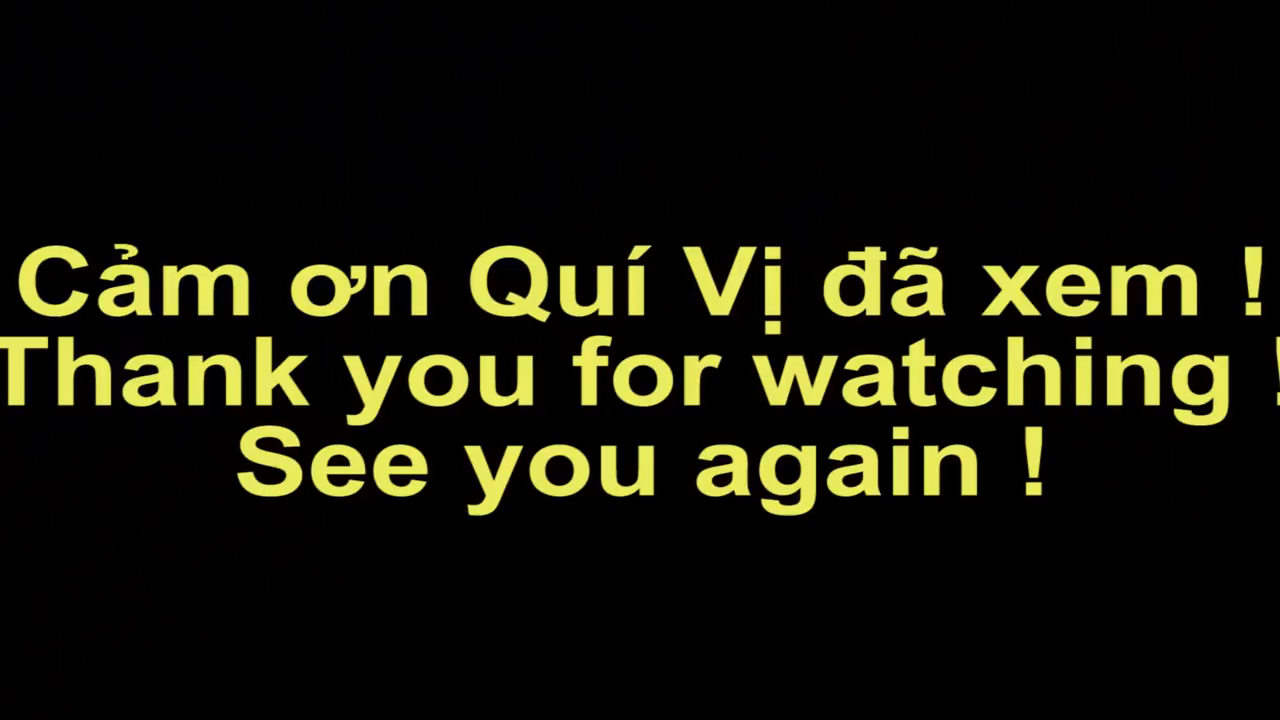 Cảm ơn Quí Vị đã xem !
Thank you for watching !
See you again !